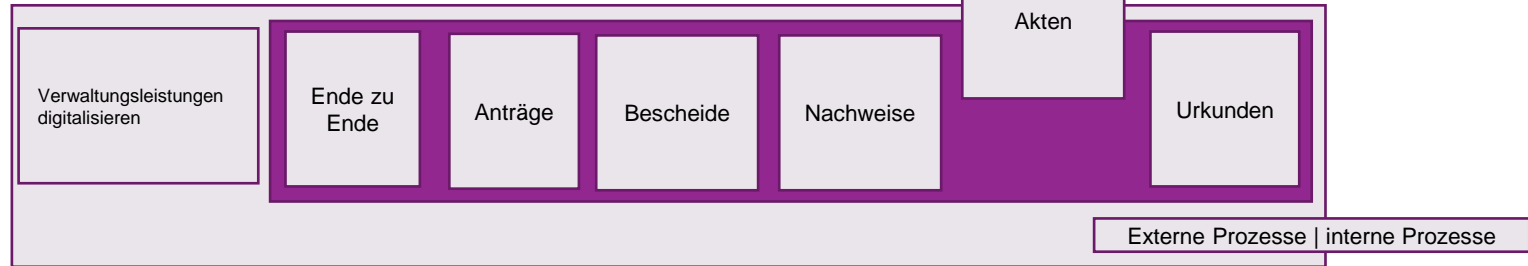 Verwaltungsleistungen
digitalisieren
Ende zu
Ende
Anträge
Bescheide
Nachweise
Akten
Urkunden
Externe Prozesse | interne Prozesse